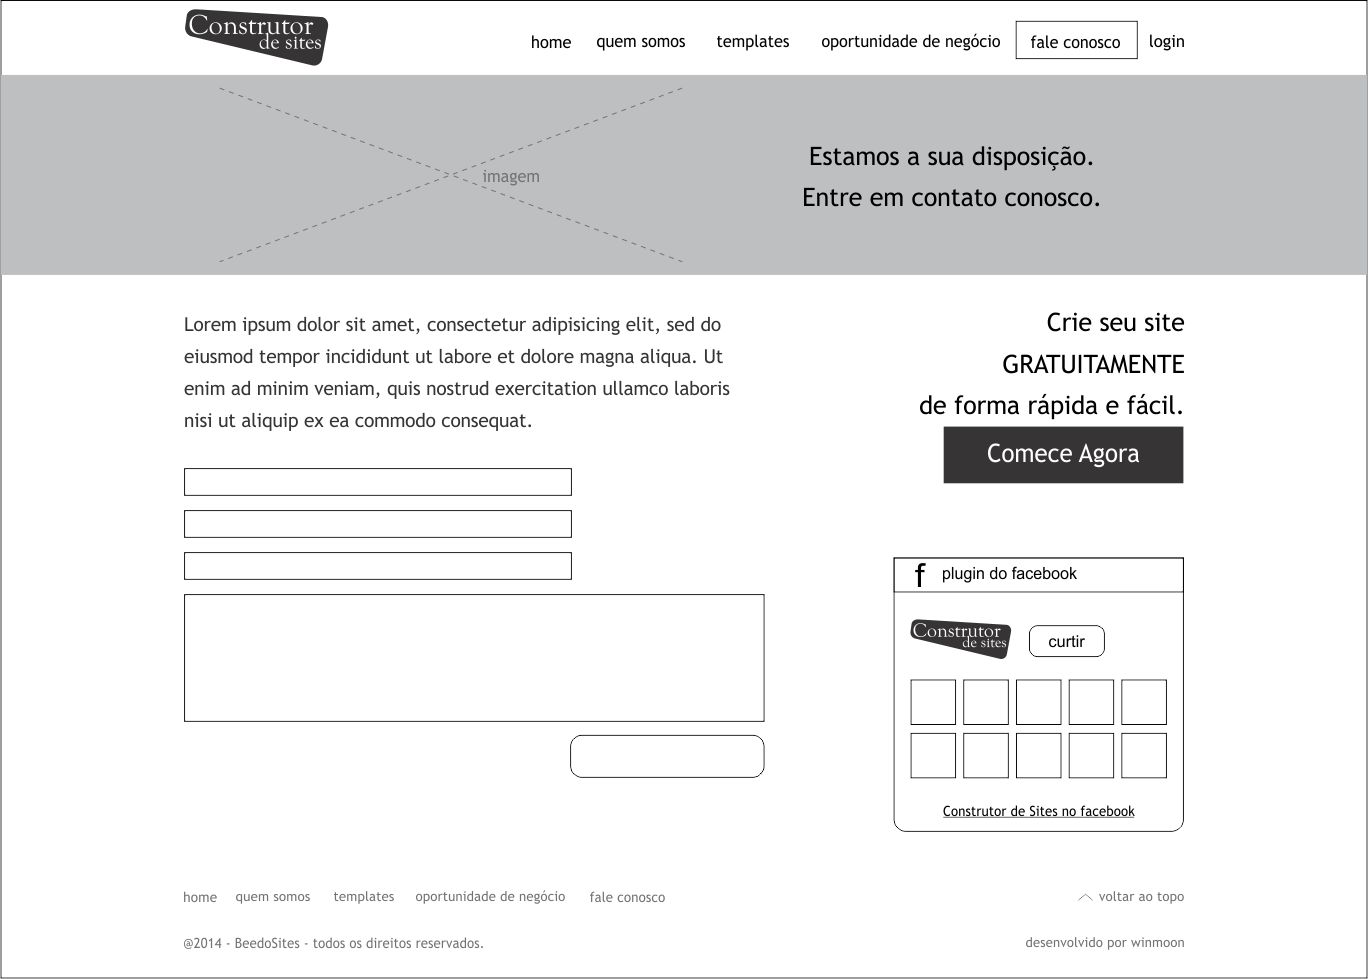 Construtor
de sites
home quem somos templates oportunidade de negócio fale conosco login
imagem
Estamos a sua disposição.
Entre em contato conosco.
Lorem ipsum dolor sit amet, consectetur adipisicing elit, sed do
eiusmod tempor incididunt ut labore et dolore magna aliqua. Ut
enim ad minim veniam, quis nostrud exercitation ullamco laboris
nisi ut aliquip ex ea commodo consequat.
Crie seu site
GRATUITAMENTE
de forma rápida e fácil.
Comece Agora
f plugin do facebook
Construtor
de sites
curtir
Construtor de Sites no facebook
home quem somos templates oportunidade de negócio fale conosco
voltar ao topo
@2014 - BeedoSites - todos os direitos reservados.
desenvolvido por winmoon